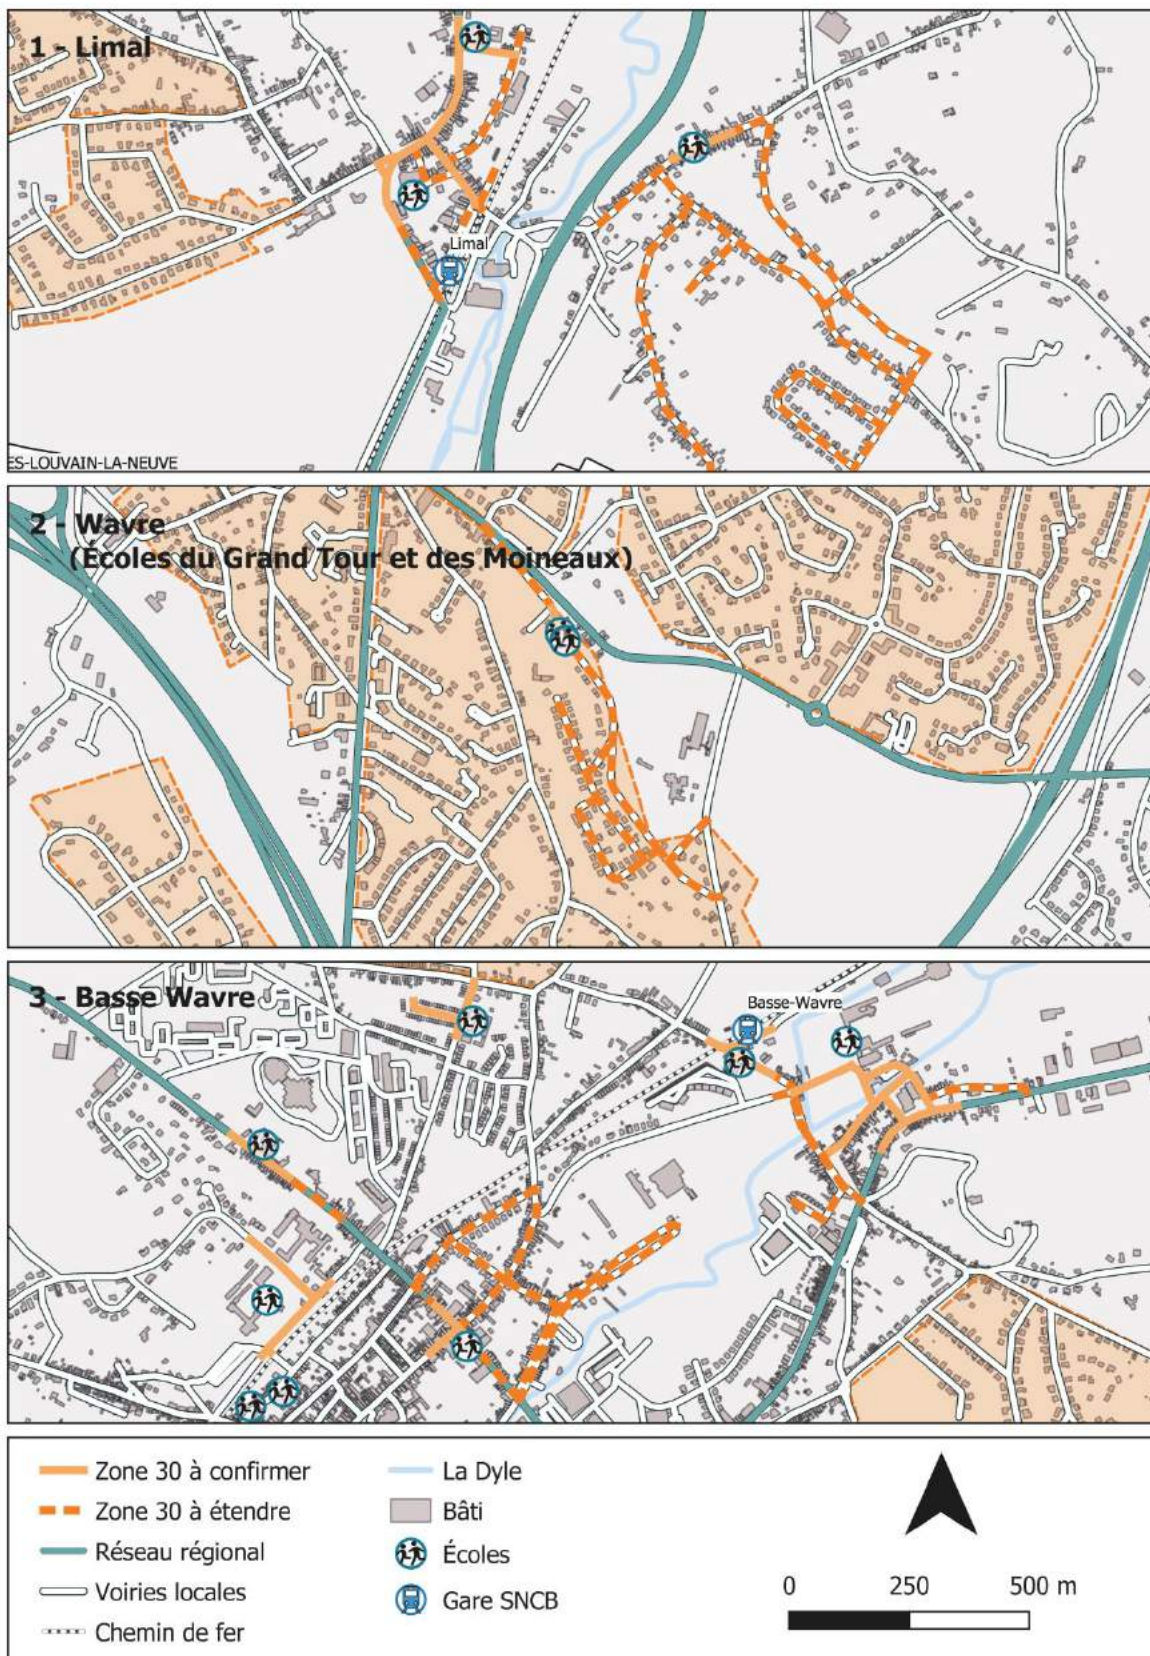 1 - Limal
Limal
ES-LOUVAIN-LA-NEUVE
2 - Wavre
(Écoles du Grand Tour et des Moineaux)
3 - Basse Wavre
Basse-Wavre
Zone 30 à confirmer
Zone 30 à étendre
Réseau régional
Voiries locales
Chemin de fer
La Dyle
Bâti
Écoles
Gare SNCB
0 250 500 m